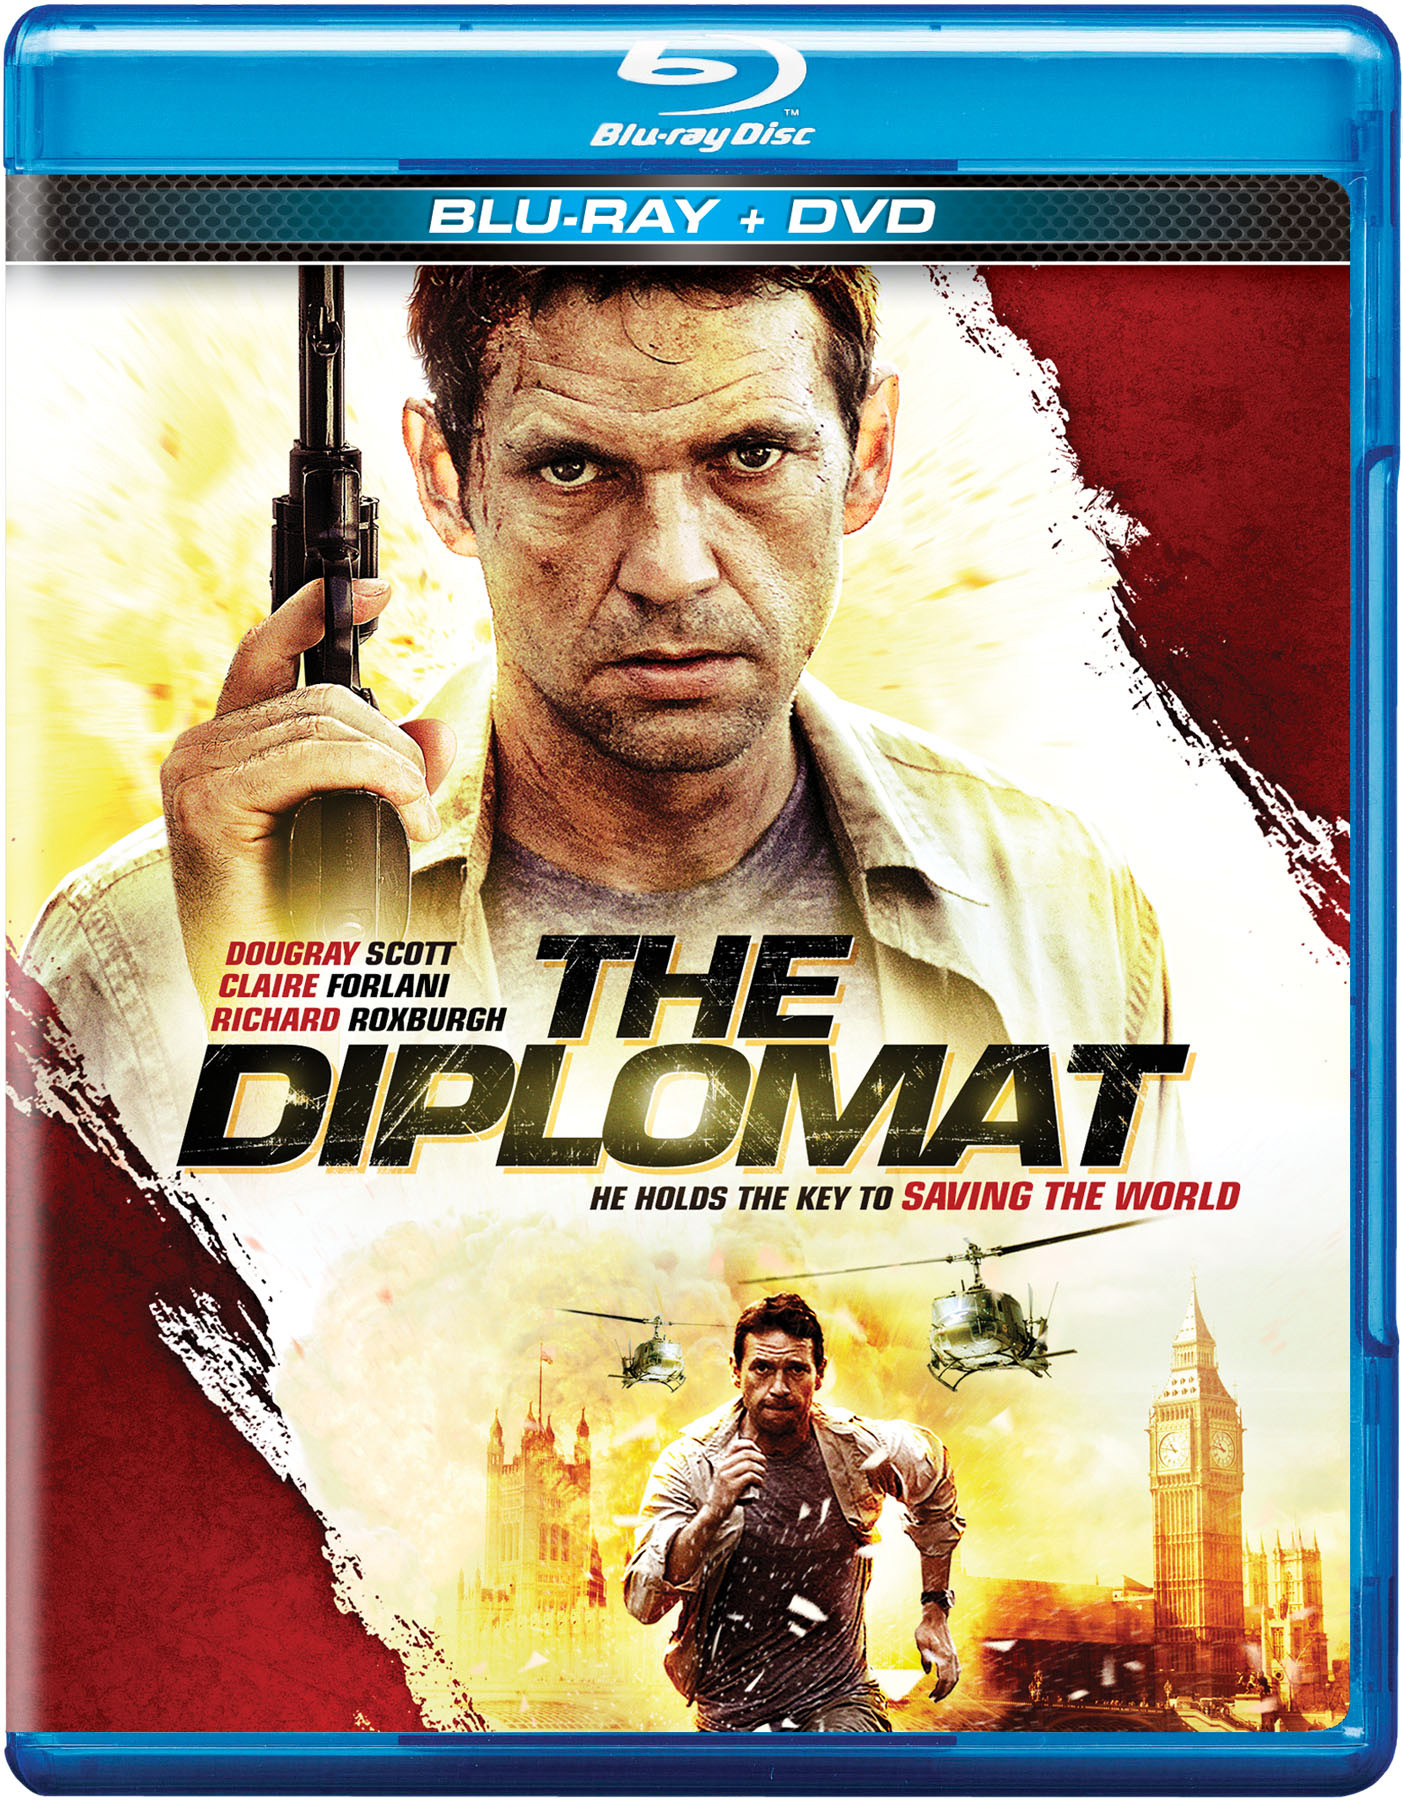 Blu-ray Disc™
BLU-RAY + DVD
DOUGRAY SCOTT
CLAIRE FORLANI
RICHARD ROXBURGH
THE
DIPLOMAT
HE HOLDS THE KEY TO SAVING THE WORLD